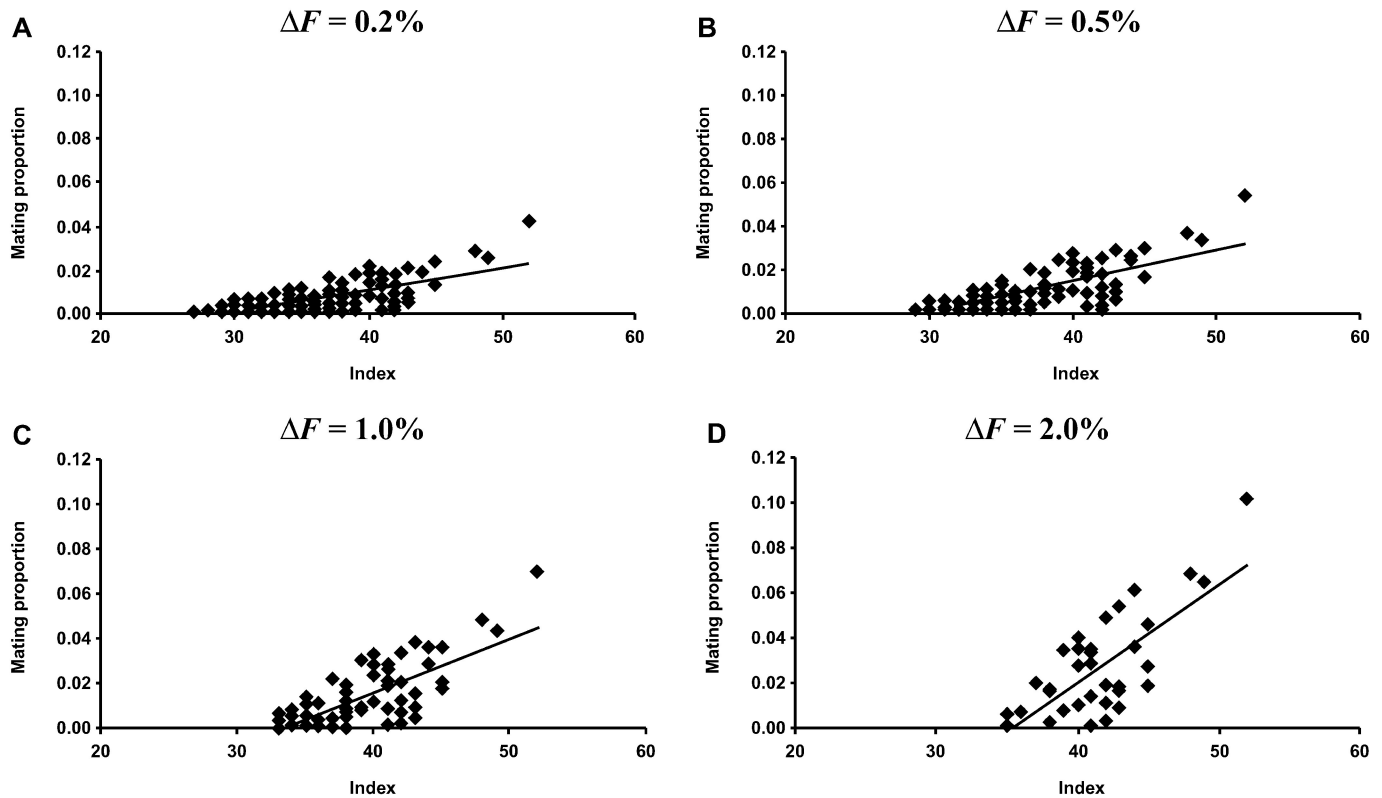 A
ΔF = 0.2%
0.12
0.10
0.08
0.06
0.04
0.02
0.00
20 30 40 50 60
Mating proportion
Index
B
ΔF = 0.5%
0.12
0.10
0.08
0.06
0.04
0.02
0.00
20 30 40 50 60
Mating proportion
Index
C
ΔF = 1.0%
0.12
0.10
0.08
0.06
0.04
0.02
0.00
20 30 40 50 60
Mating proportion
Index
D
ΔF = 2.0%
0.12
0.10
0.08
0.06
0.04
0.02
0.00
20 30 40 50 60
Mating proportion
Index